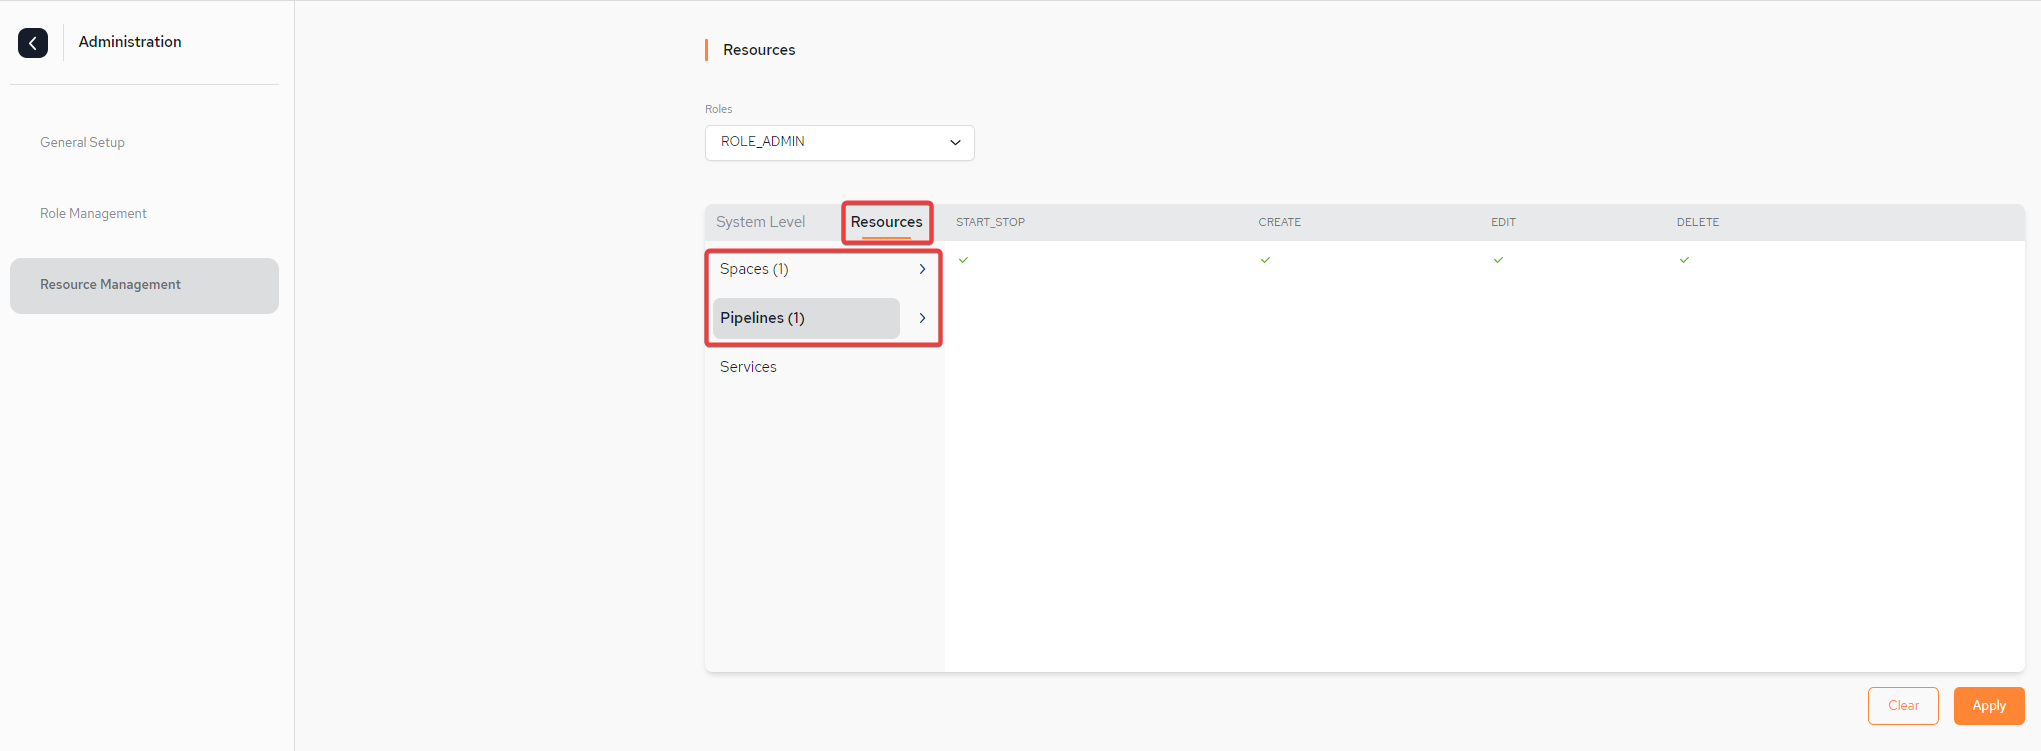 Administration
General Setup
Role Management
Resource Management
Resources
Roles
ROLE_ADMIN
System Level Resources START_STOP CREATE EDIT DELETE
Spaces (1)
Pipelines (1)
Services
Clear Apply